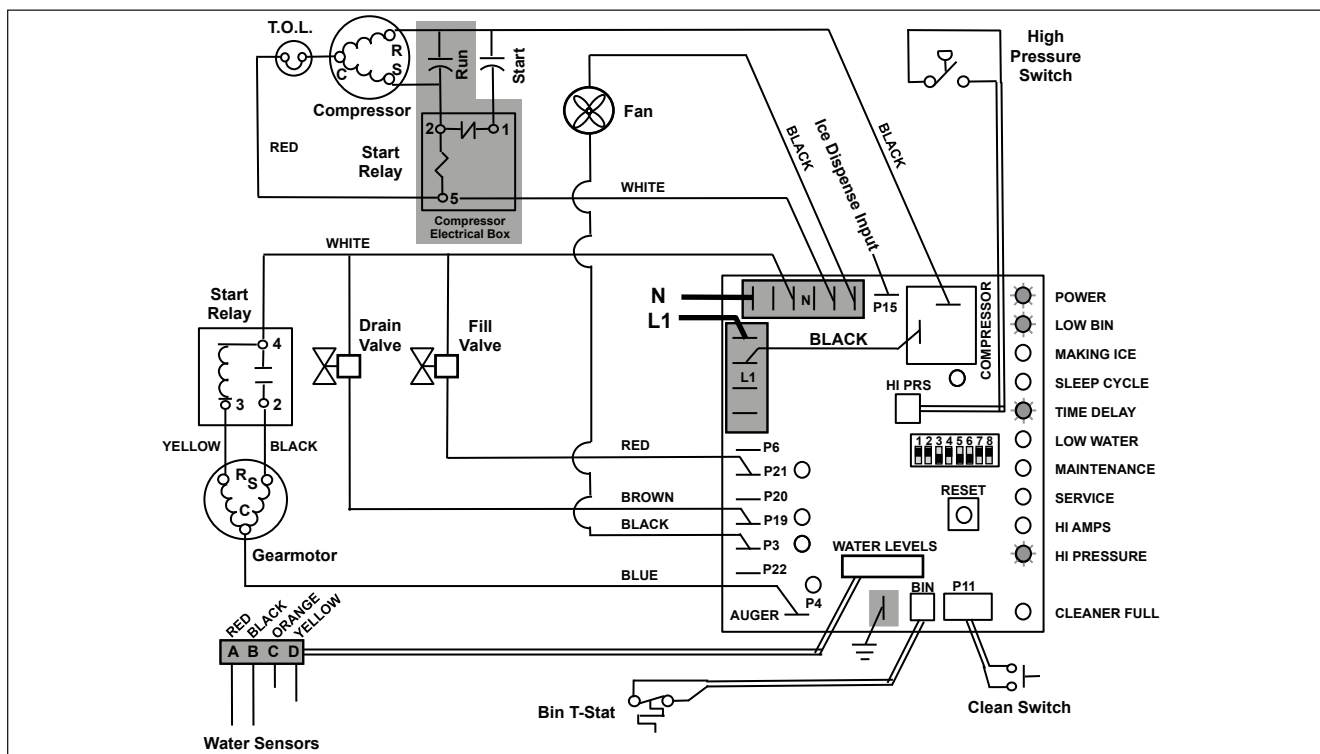 T.O.L.
R
S
C
Compressor
Run
Start
High
Pressure
Switch
Fan
BLACK
Ice Dispense Input
BLACK
2
1
RED
Start
Relay
5
WHITE
Compressor
Electrical Box
WHITE
Start
Relay
4
3
2
Drain
Valve
Fill
Valve
N
N
L1
L1
BLACK
P15
COMPRESSOR
HI PRS
POWER
LOW BIN
MAKING ICE
SLEEP CYCLE
TIME DELAY
LOW WATER
MAINTENANCE
SERVICE
HI AMPS
HI PRESSURE
CLEANER FULL
1 2 3 4 5 6 7 8
RESET
YELLOW
BLACK
R
S
C
Gearmotor
RED
P6
P21
BROWN
P20
P19
BLACK
P3
P22
BLUE
P4
AUGER
WATER LEVELS
BIN
P11
RED
BLACK
ORANGE
YELLOW
A B C D
Water Sensors
Bin T-Stat
Clean Switch